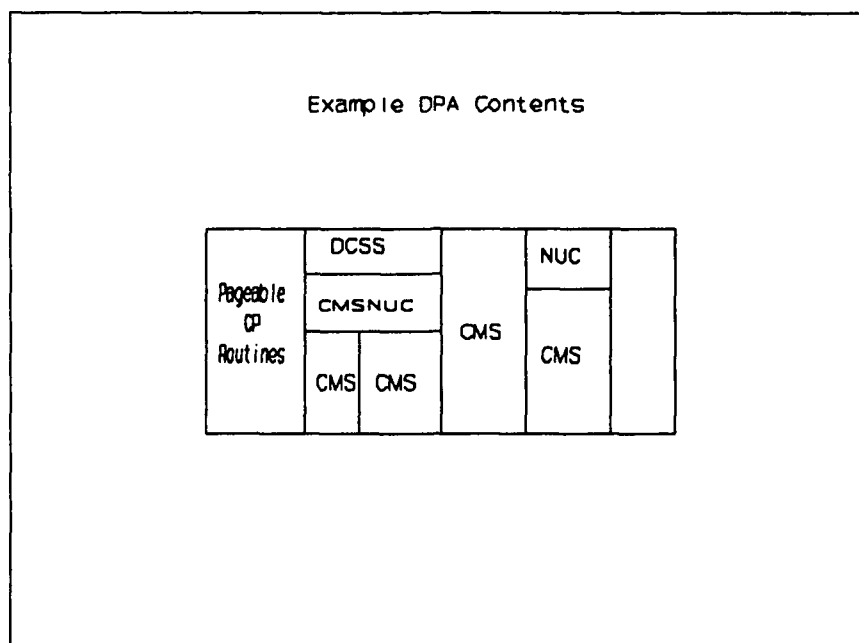 Example DPA Contents
Pageable
CP
Routines
DCSS
CMSNUC
CMS
CMS
CMS
NUC
CMS